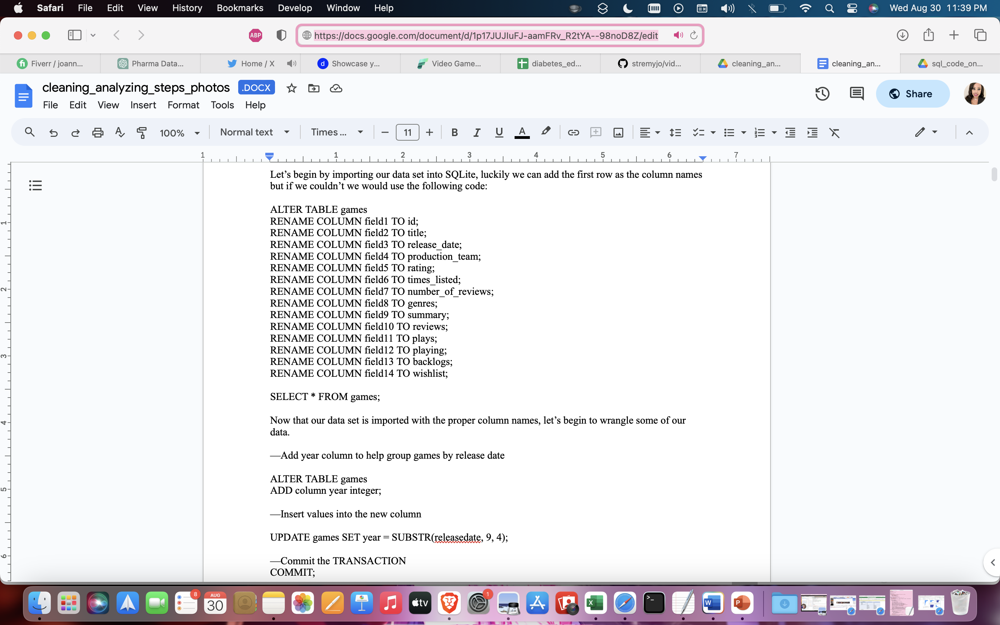 Safari File Edit View History Bookmarks Develop Window Help Wed Aug 30 11:39 PM
ABP https://docs.google.com/document/d/1p17JUJIuFJ-aamFRv_R2tYA--98noD8Z/edit
Fiverr / joann... Pharma Data... Home / X Showcase y... Video Game... diabetes_ed... stremyjo/vid... cleaning_an... cleaning_an... sql_code_on...
cleaning_analyzing_steps_photos .DOCX
Share
File Edit View Insert Format Tools Help
100% Normal text Times ... 11 B I U A
1 1 2 3 4 5 6 7
Let’s begin by importing our data set into SQLite, luckily we can add the first row as the column names
but if we couldn’t we would use the following code:
ALTER TABLE games
RENAME COLUMN field1 TO id;
RENAME COLUMN field2 TO title;
RENAME COLUMN field3 TO release_date;
RENAME COLUMN field4 TO production_team;
RENAME COLUMN field5 TO rating;
RENAME COLUMN field6 TO times_listed;
RENAME COLUMN field7 TO number_of_reviews;
RENAME COLUMN field8 TO genres;
RENAME COLUMN field9 TO summary;
RENAME COLUMN field10 TO reviews;
RENAME COLUMN field11 TO plays;
RENAME COLUMN field12 TO playing;
RENAME COLUMN field13 TO backlogs;
RENAME COLUMN field14 TO wishlist;
SELECT * FROM games;
Now that our data set is imported with the proper column names, let’s begin to wrangle some of our
data.
—Add year column to help group games by release date
ALTER TABLE games
ADD column year integer;
—Insert values into the new column
UPDATE games SET year = SUBSTR(releasedate, 9, 4);
—Commit the TRANSACTION
COMMIT;
1
2
3
4
5
6
8 AUG 30 tv 1 X W P